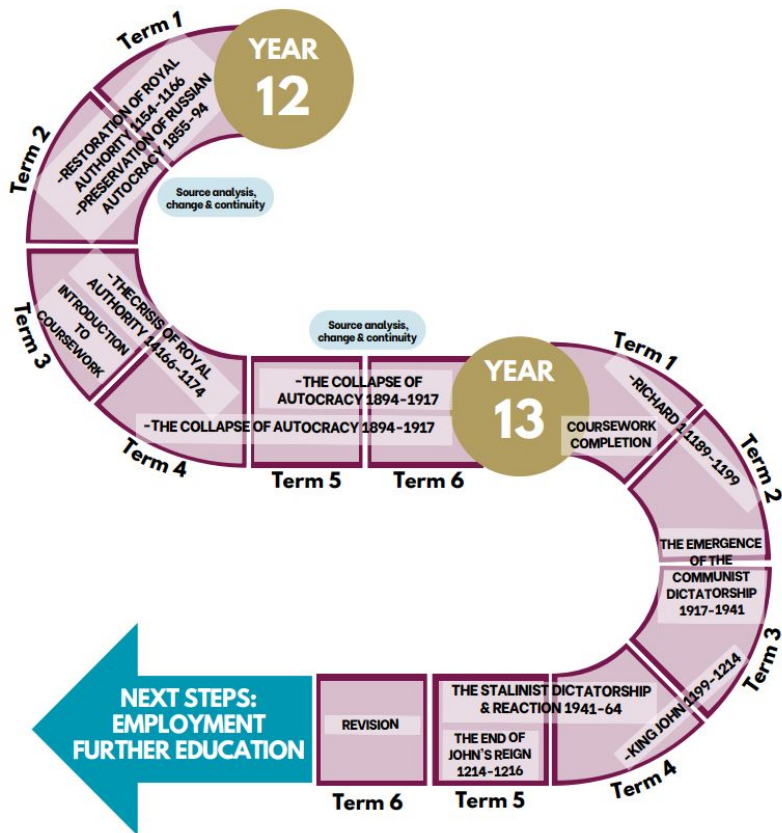 YEAR
12
Term 1
-RESTORATION OF ROYAL
AUTHORITY 1154-1166
-PRESERVATION OF RUSSIAN
AUTOCRACY 1855-94
Term 2
Source analysis,
change & continuity
Term 3
-THECRISIS OF ROYAL
AUTHORITY 14166-1174
INTRODUCTION
TO
COURSEWORK
Term 4
Source analysis,
change & continuity
-THE COLLAPSE OF
AUTOCRACY 1894-1917
-THE COLLAPSE OF AUTOCRACY 1894-1917
Term 5
Term 6
YEAR
13
Term 1
-RICHARD 1 1189-1199
COURSEWORK
COMPLETION
Term 2
THE EMERGENCE
OF THE
COMMUNIST
DICTATORSHIP
1917-1941
Term 3
-KING JOHN 1199-1214
Term 4
THE STALINIST DICTATORSHIP
& REACTION 1941-64
THE END OF
JOHN'S REIGN
1214-1216
Term 5
REVISION
Term 6
NEXT STEPS:
EMPLOYMENT
FURTHER EDUCATION